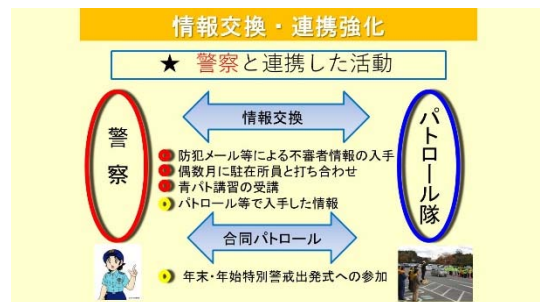 情報交換・連携強化
★ 警察と連携した活動
警察
情報交換
パトロール隊
防犯メール等による不審者情報の入手
偶数月に駐在所員と打ち合わせ
青パト講習の受講
パトロール等で入手した情報
合同パトロール
年末・年始特別警戒出発式への参加